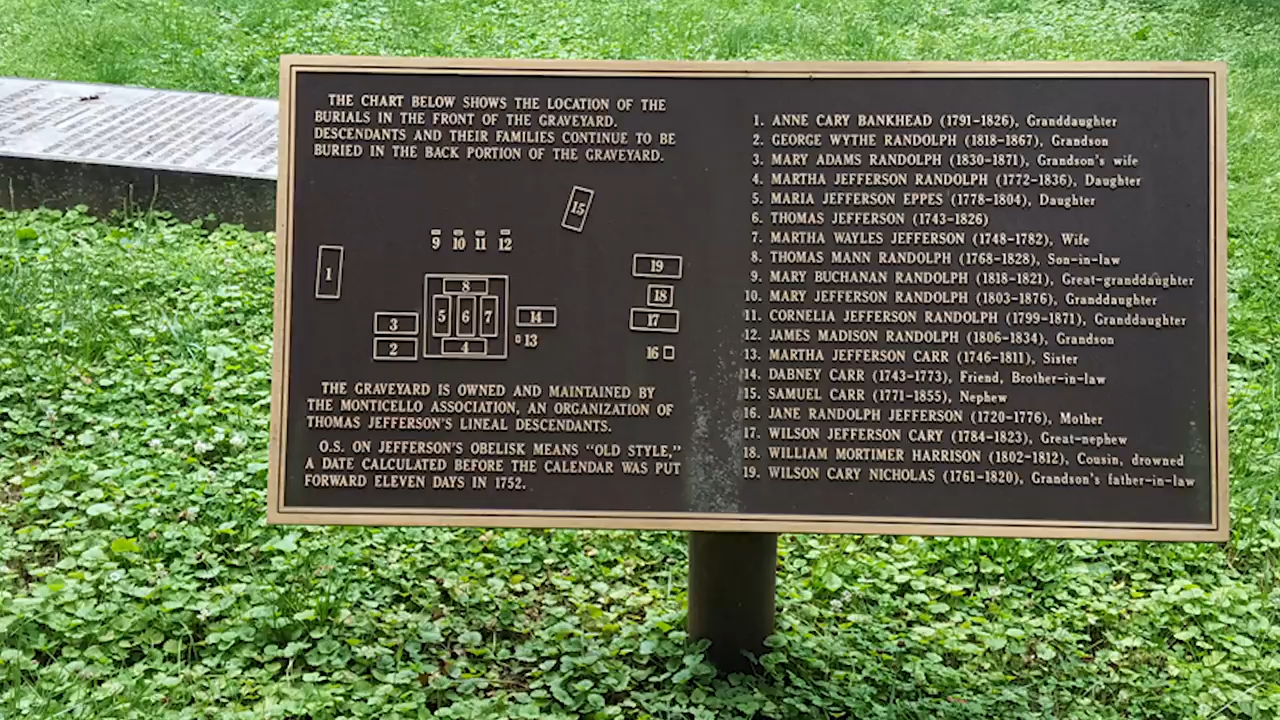 THE CHART BELOW SHOWS THE LOCATION OF THE
BURIALS IN THE FRONT OF THE GRAVEYARD.
DESCENDANTS AND THEIR FAMILIES CONTINUE TO BE
BURIED IN THE BACK PORTION OF THE GRAVEYARD.
15
9 10 11 12
1
19
8
18
5 6 7
14
17
3
13
4
2
16
THE GRAVEYARD IS OWNED AND MAINTAINED BY
THE MONTICELLO ASSOCIATION, AN ORGANIZATION OF
THOMAS JEFFERSON'S LINEAL DESCENDANTS.
O.S. ON JEFFERSON'S OBELISK MEANS "OLD STYLE,"
A DATE CALCULATED BEFORE THE CALENDAR WAS PUT
FORWARD ELEVEN DAYS IN 1752.
1. ANNE CARY BANKHEAD (1791-1826), Granddaughter
2. GEORGE WYTHE RANDOLPH (1818-1867), Grandson
3. MARY ADAMS RANDOLPH (1830-1871), Grandson's wife
4. MARTHA JEFFERSON RANDOLPH (1772-1836), Daughter
5. MARIA JEFFERSON EPPES (1778-1804), Daughter
6. THOMAS JEFFERSON (1743-1826)
7. MARTHA WAYLES JEFFERSON (1748-1782), Wife
8. THOMAS MANN RANDOLPH (1768-1828), Son-in-law
9. MARY BUCHANAN RANDOLPH (1818-1821), Great-granddaughter
10. MARY JEFFERSON RANDOLPH (1803-1876), Granddaughter
11. CORNELIA JEFFERSON RANDOLPH (1799-1871), Granddaughter
12. JAMES MADISON RANDOLPH (1806-1834), Grandson
13. MARTHA JEFFERSON CARR (1746-1811), Sister
14. DABNEY CARR (1743-1773), Friend, Brother-in-law
15. SAMUEL CARR (1771-1855), Nephew
16. JANE RANDOLPH JEFFERSON (1720-1776), Mother
17. WILSON JEFFERSON CARY (1784-1823), Great-nephew
18. WILLIAM MORTIMER HARRISON (1802-1812), Cousin, drowned
19. WILSON CARY NICHOLAS (1761-1820), Grandson's father-in-law